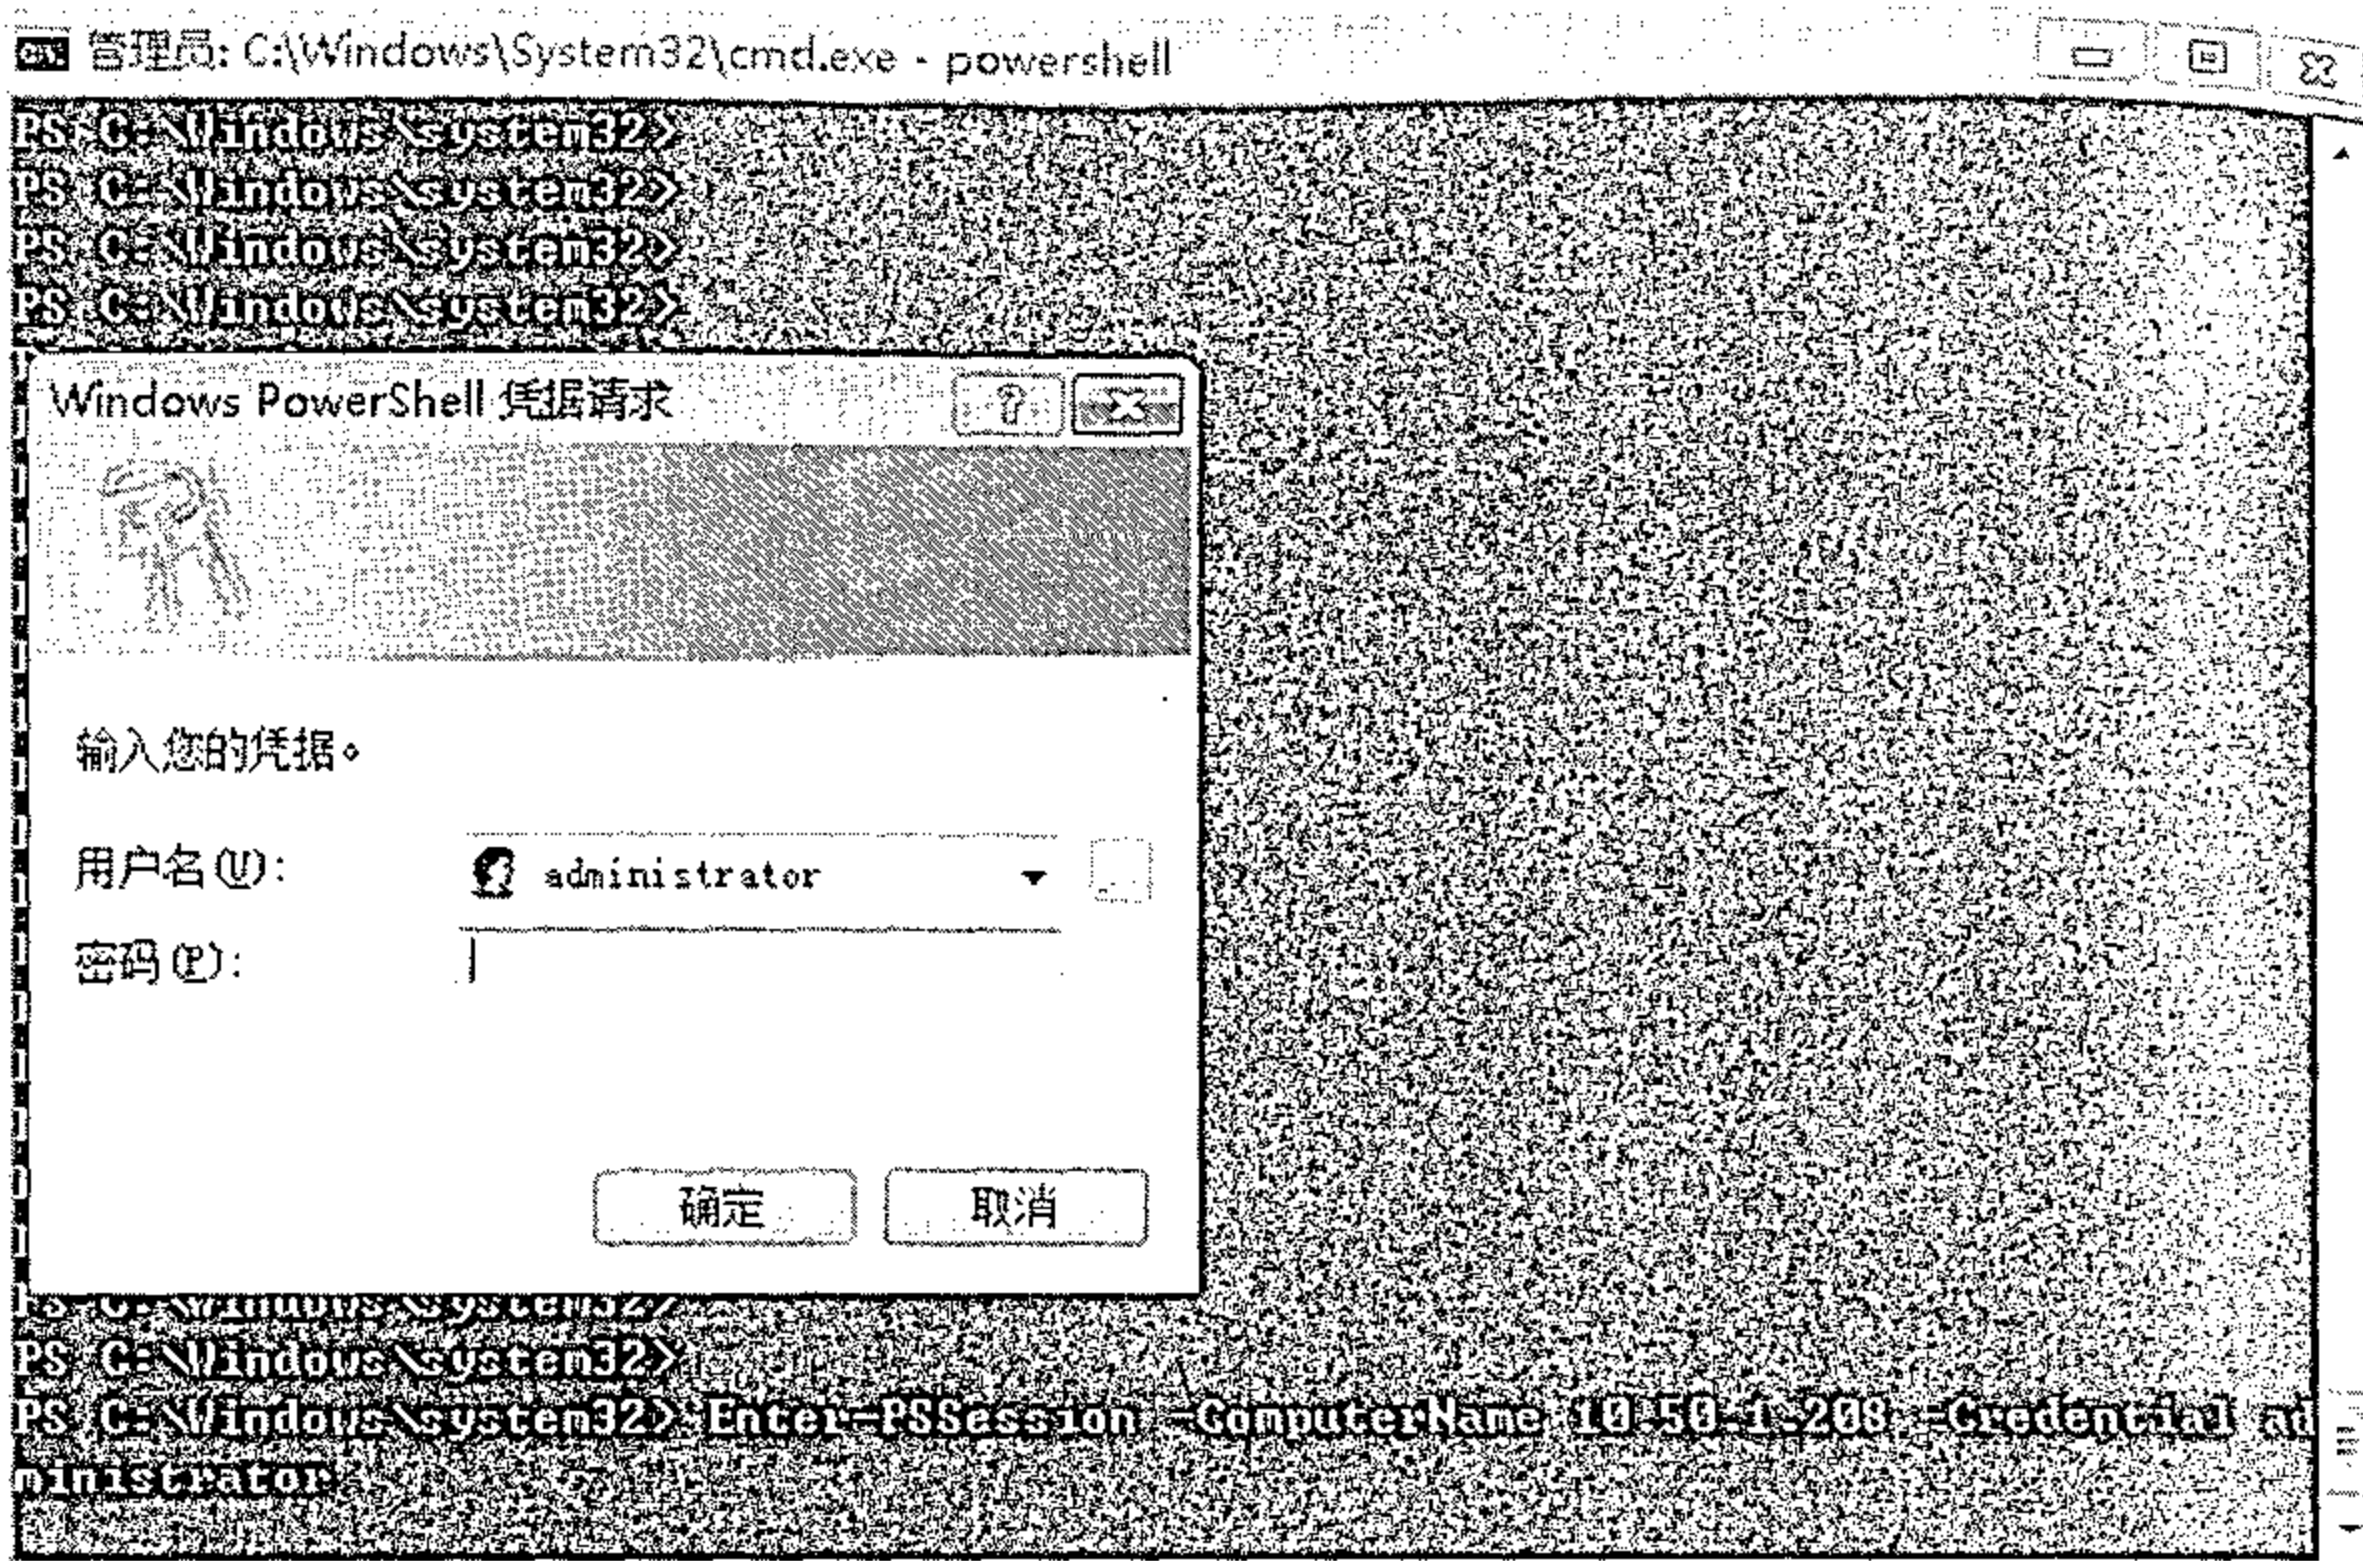 管理员: C:\Windows\System32\cmd.exe - powershell
PS C:\Windows\system32>
PS C:\Windows\system32>
PS C:\Windows\system32>
PS C:\Windows\system32>
Windows PowerShell 凭据请求
输入您的凭据。
用户名(U):
administrator
密码(P):
确定
取消
PS C:\Windows\system32>
PS C:\Windows\system32>
PS C:\Windows\system32> Enter-PSSession -ComputerName 10.50.1.208 -Credential ad
ministrator